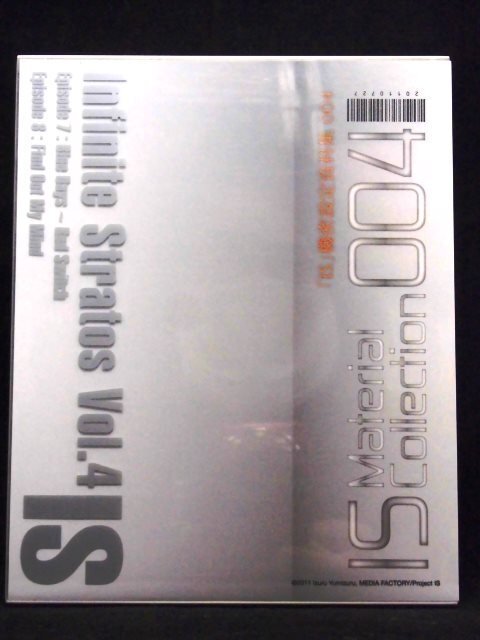 20110727
004
IS Material
Collection
Infinite Stratos Vol.4 IS
Episode 7 : Blue Days ~ Red Switch
Episode 8 : Find Out My Mind
©2011 Izuru Yumizuru, MEDIA FACTORY/Project IS